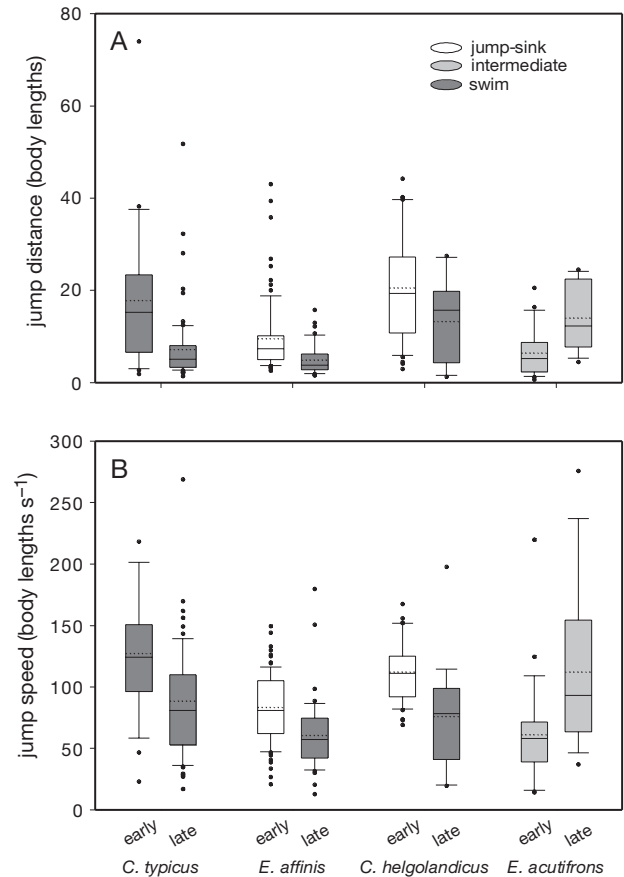 A
jump-sink
intermediate
swim
80
60
40
20
0
jump distance (body lengths)
B
300
250
200
150
100
50
0
jump speed (body lengths s⁻¹)
early late early late early late early late
C. typicus E. affinis C. helgolandicus E. acutifrons